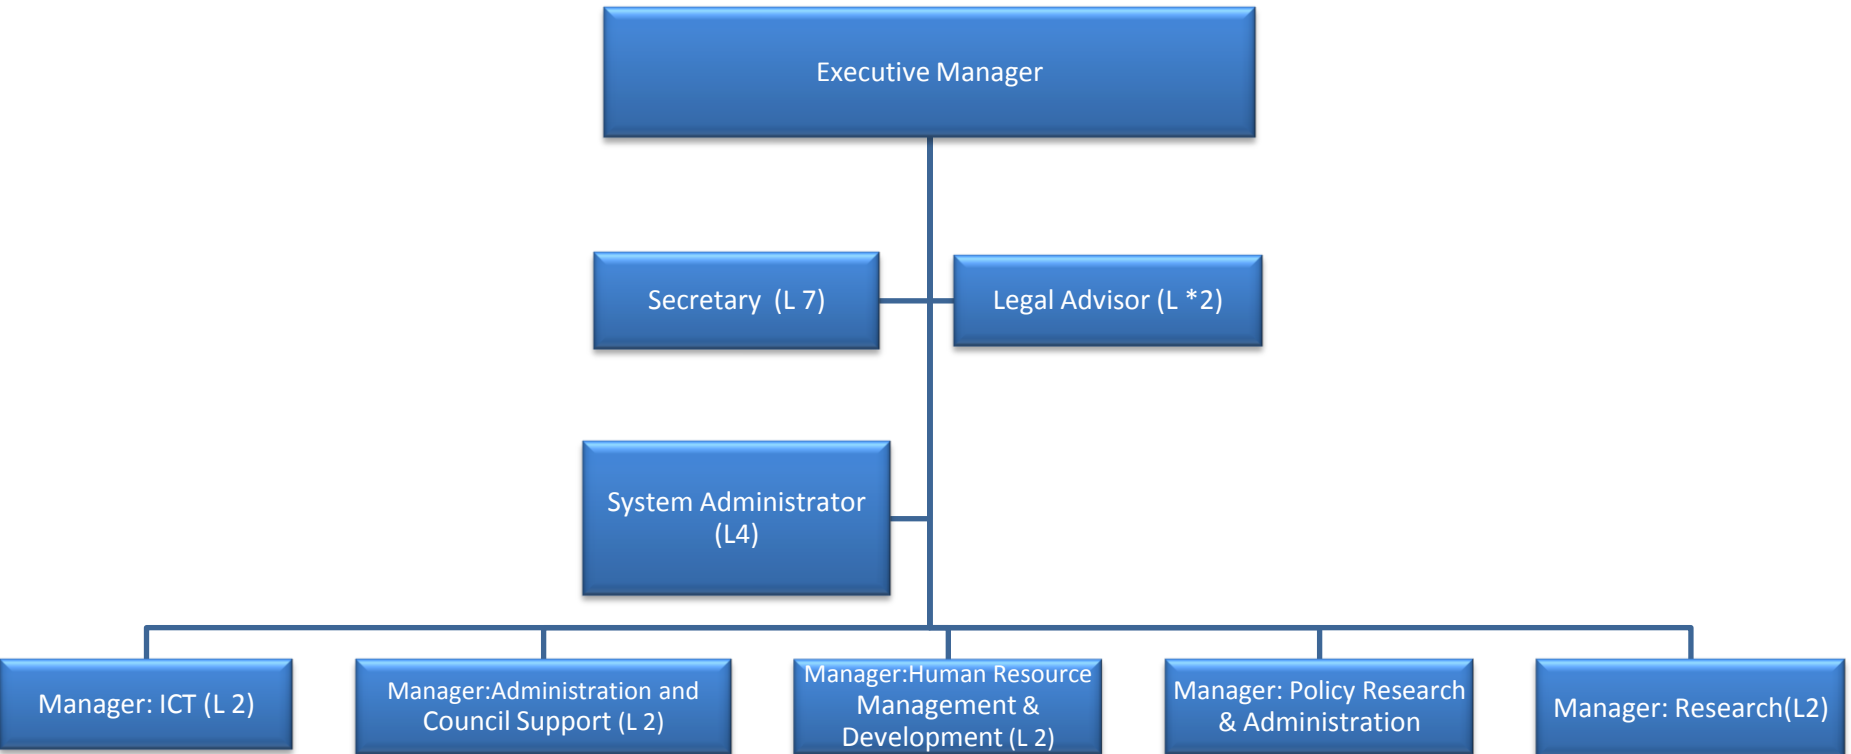 Executive Manager
Secretary  (L 7)
Legal Advisor (L *2)
System Administrator
(L4)
Manager: ICT (L 2)
Manager:Administration and
Council Support (L 2)
Manager:Human Resource
Management &
Development (L 2)
Manager: Policy Research
& Administration
Manager: Research(L2)